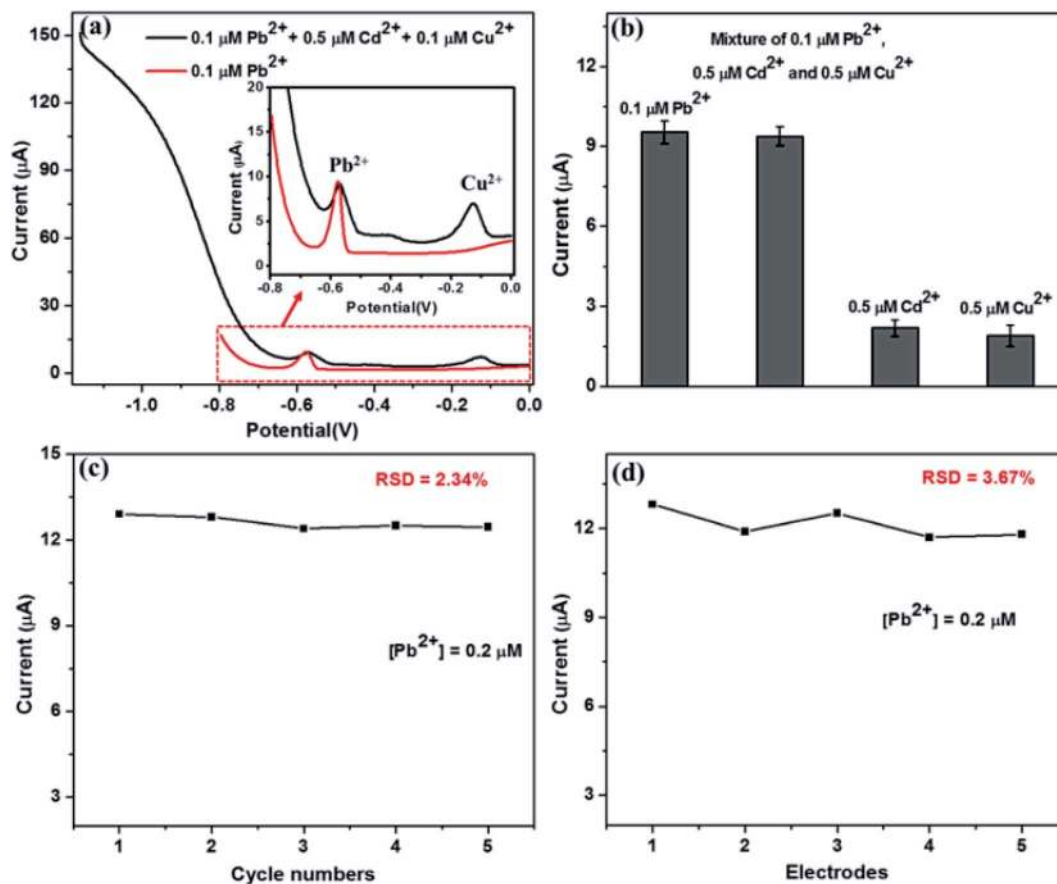 (a)
0.1 µM Pb²⁺ + 0.5 µM Cd²⁺ + 0.1 µM Cu²⁺
0.1 µM Pb²⁺
Current (µA)
150
120
90
60
30
0
-1.0
-0.8
-0.6
-0.4
-0.2
0.0
Potential(V)
Current (µA)
20
15
10
5
0
Pb²⁺
Cu²⁺
-0.8
-0.6
-0.4
-0.2
0.0
Potential(V)
(b)
Mixture of 0.1 µM Pb²⁺,
0.5 µM Cd²⁺ and 0.5 µM Cu²⁺
0.1 µM Pb²⁺
0.5 µM Cd²⁺
0.5 µM Cu²⁺
Current (µA)
12
9
6
3
0
(c)
RSD = 2.34%
[Pb²⁺] = 0.2 µM
Current (µA)
15
12
9
6
3
1
2
3
4
5
Cycle numbers
(d)
RSD = 3.67%
[Pb²⁺] = 0.2 µM
Current (µA)
12
9
6
3
1
2
3
4
5
Electrodes